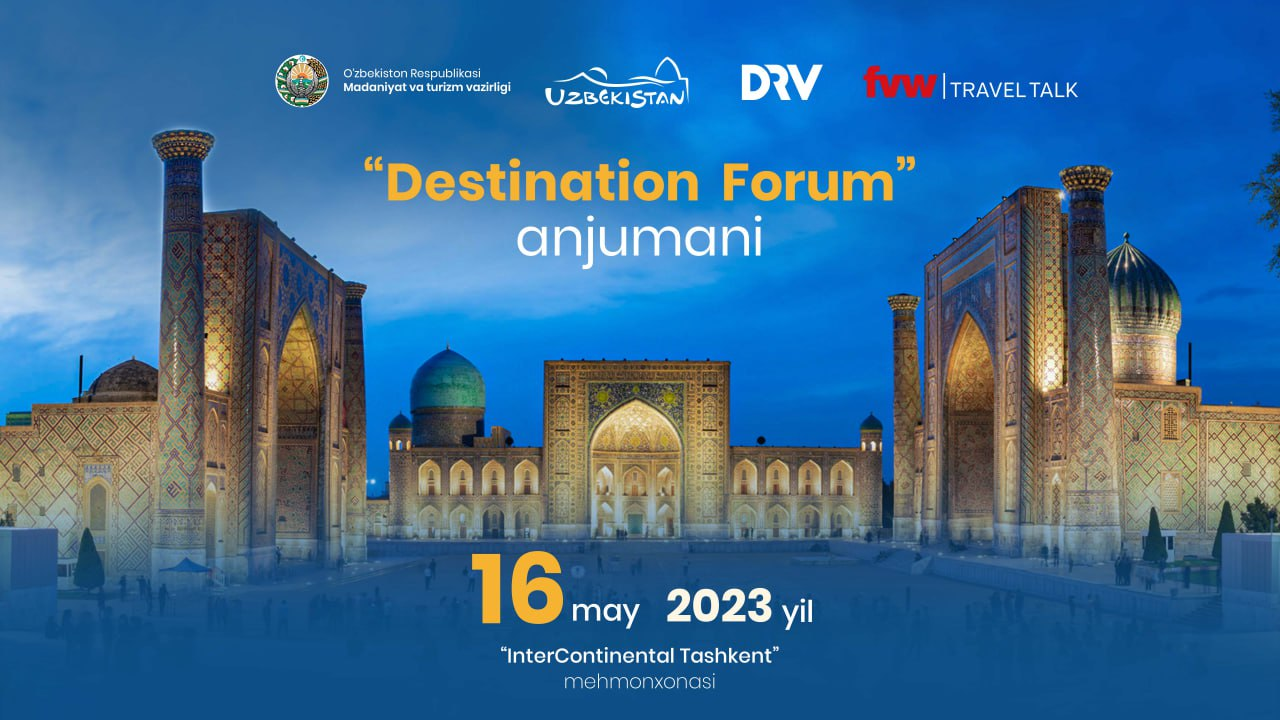 O'zbekiston Respublikasi
Madaniyat va turizm vazirligi
UZBEKISTAN
DRV
fvw | TRAVEL TALK
“Destination Forum”
anjumani
16 may 2023 yil
“InterContinental Tashkent”
mehmonxonasi